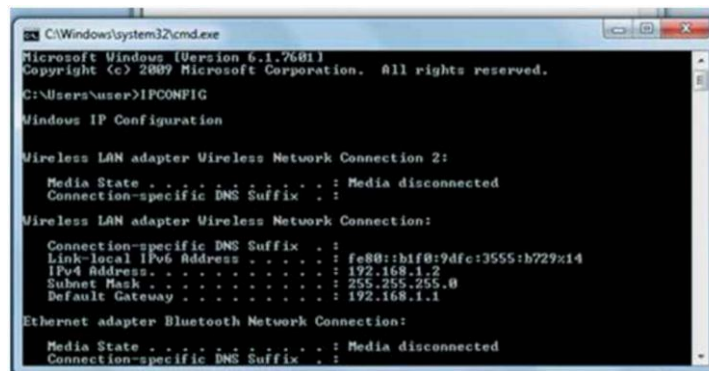 C:\Windows\system32\cmd.exe
Microsoft Windows [Version 6.1.7601]
Copyright (c) 2009 Microsoft Corporation.  All rights reserved.
C:\Users\user>IPCONFIG
Windows IP Configuration
Wireless LAN adapter Wireless Network Connection 2:
Media State . . . . . . . . . . . : Media disconnected
Connection-specific DNS Suffix  . :
Wireless LAN adapter Wireless Network Connection:
Connection-specific DNS Suffix  . :
Link-local IPv6 Address . . . . . : fe80::b1f0:9dfc:3555:b729%14
IPv4 Address. . . . . . . . . . . : 192.168.1.2
Subnet Mask . . . . . . . . . . . : 255.255.255.0
Default Gateway . . . . . . . . . : 192.168.1.1
Ethernet adapter Bluetooth Network Connection:
Media State . . . . . . . . . . . : Media disconnected
Connection-specific DNS Suffix  . :